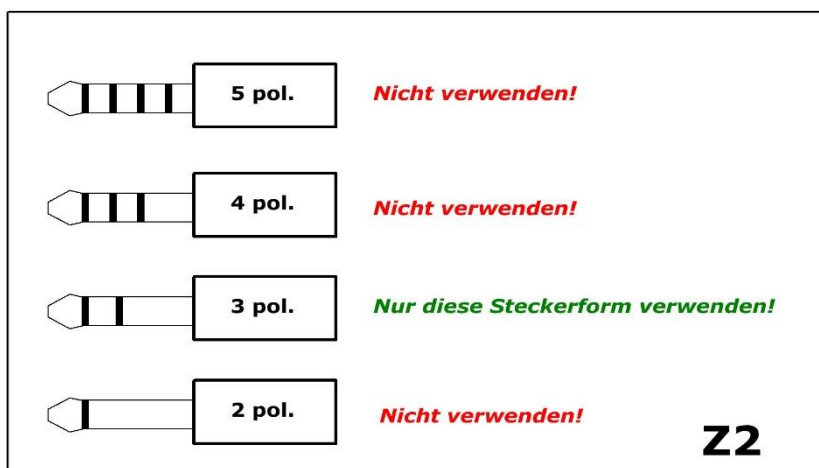 5 pol. Nicht verwenden!
4 pol. Nicht verwenden!
3 pol. Nur diese Steckerform verwenden!
2 pol. Nicht verwenden!
Z2